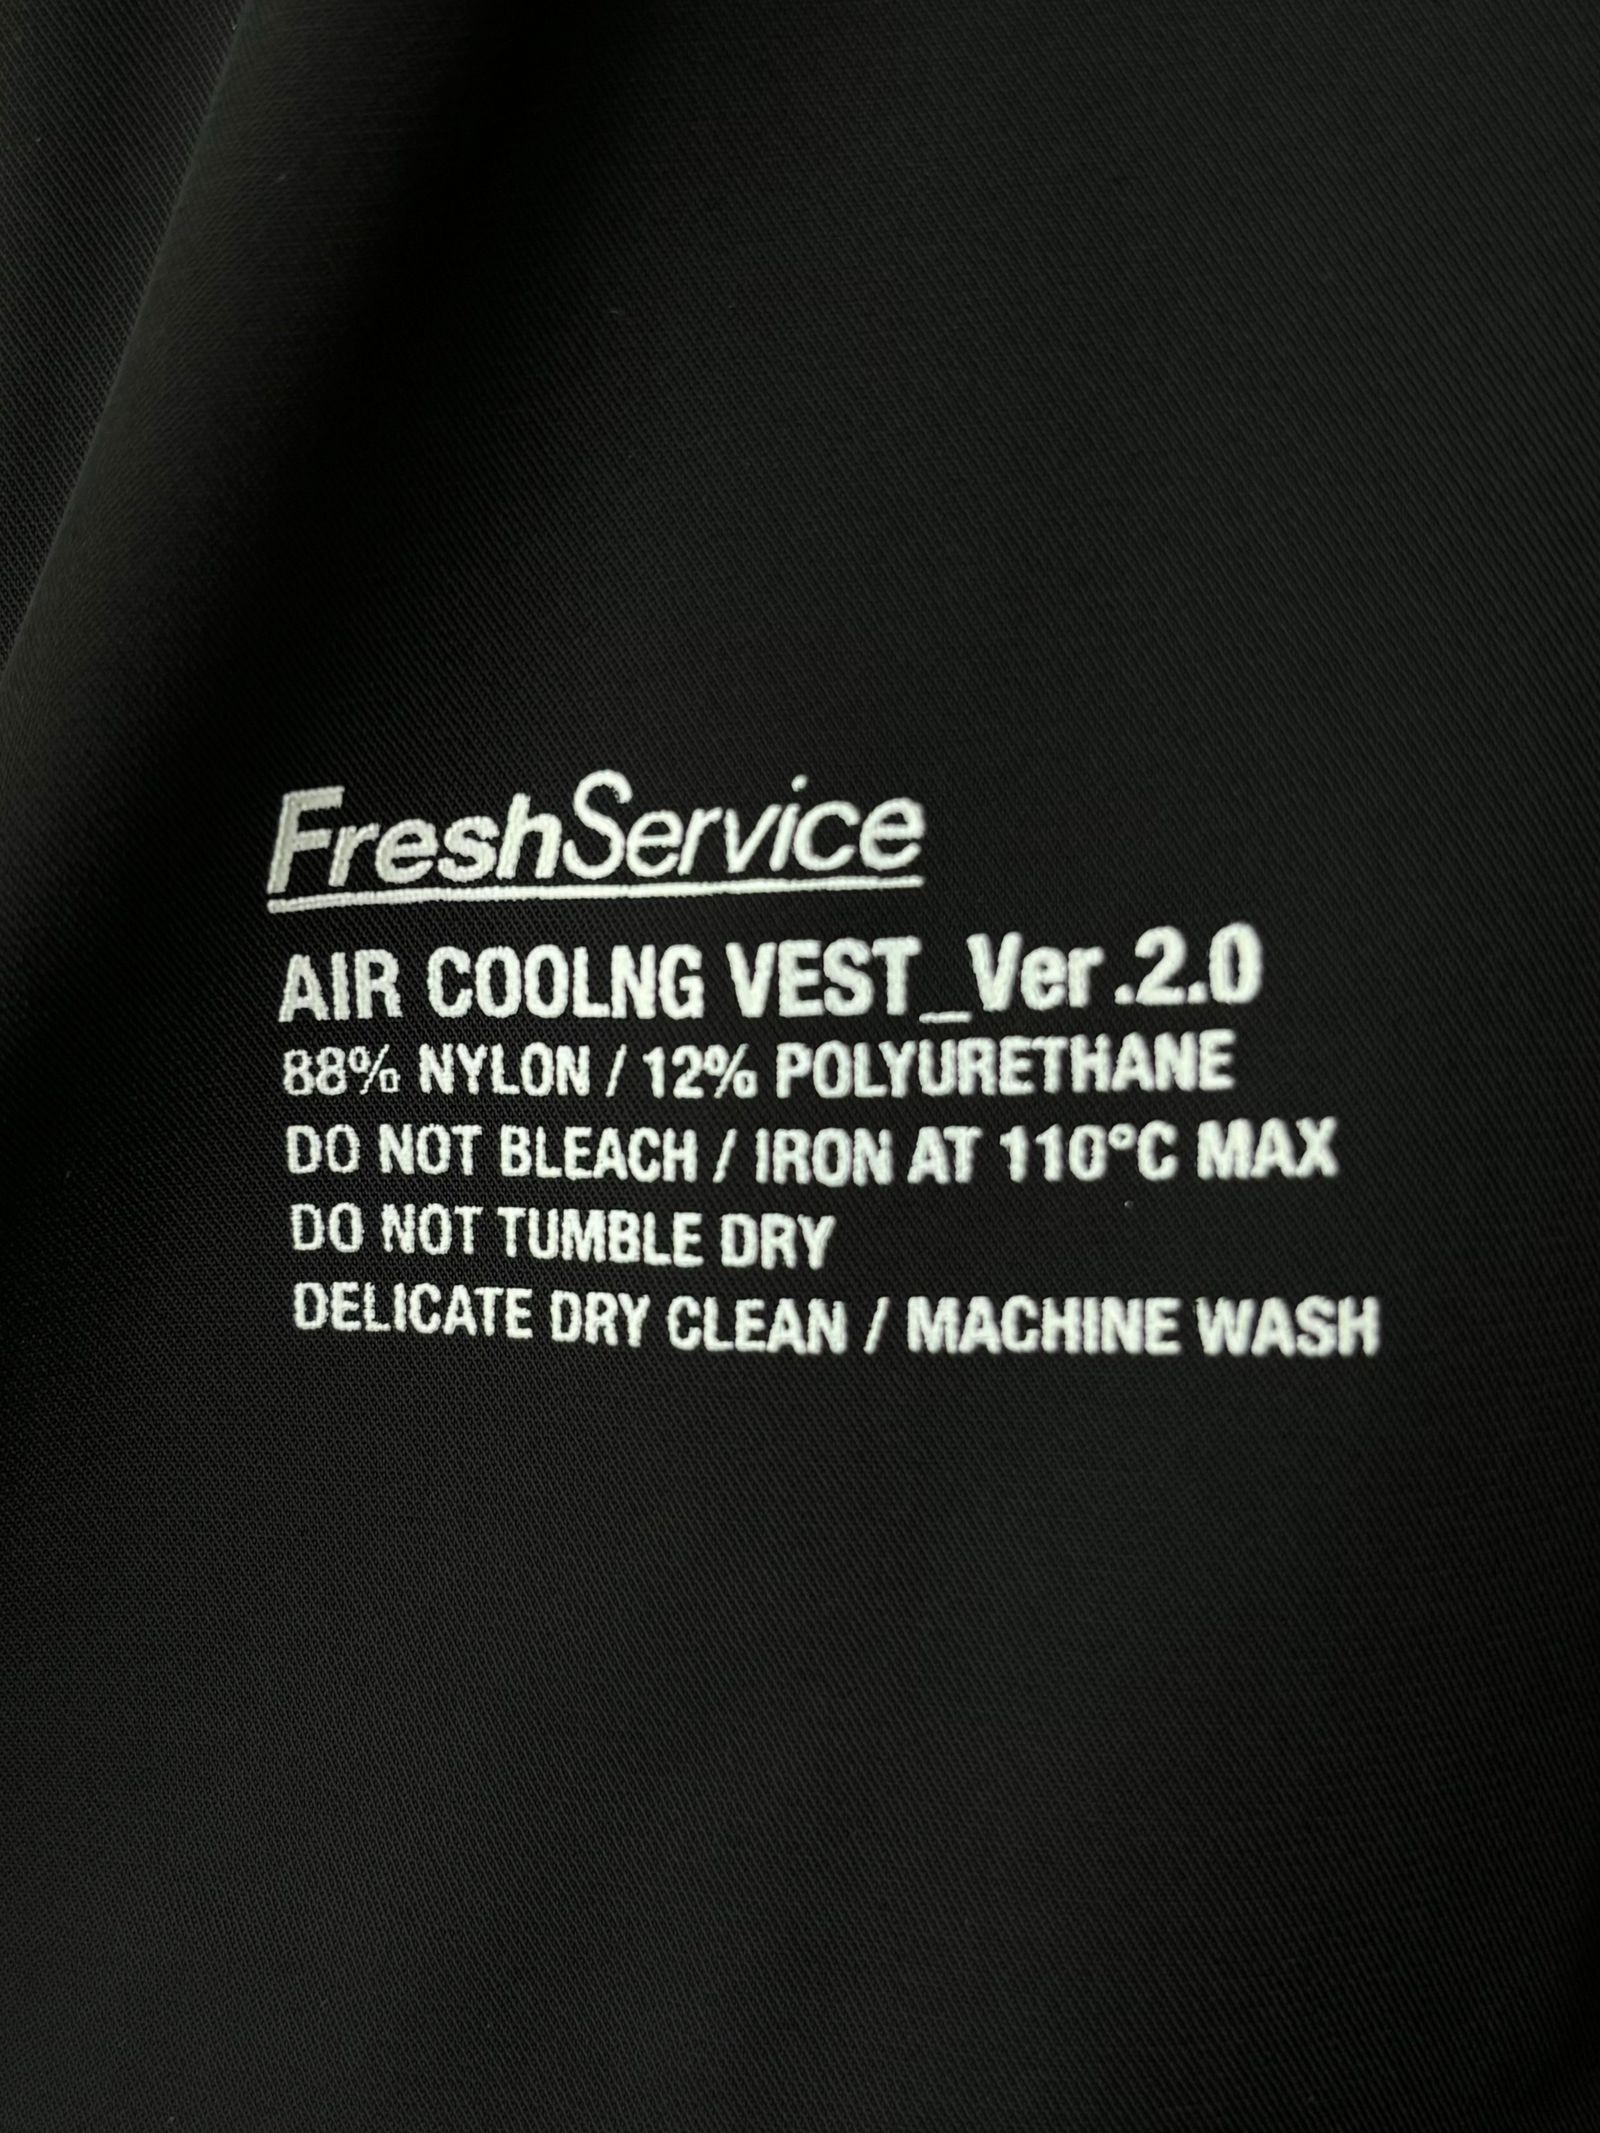 FreshService
AIR COOLNG VEST_Ver.2.0
88% NYLON / 12% POLYURETHANE
DO NOT BLEACH / IRON AT 110°C MAX
DO NOT TUMBLE DRY
DELICATE DRY CLEAN / MACHINE WASH